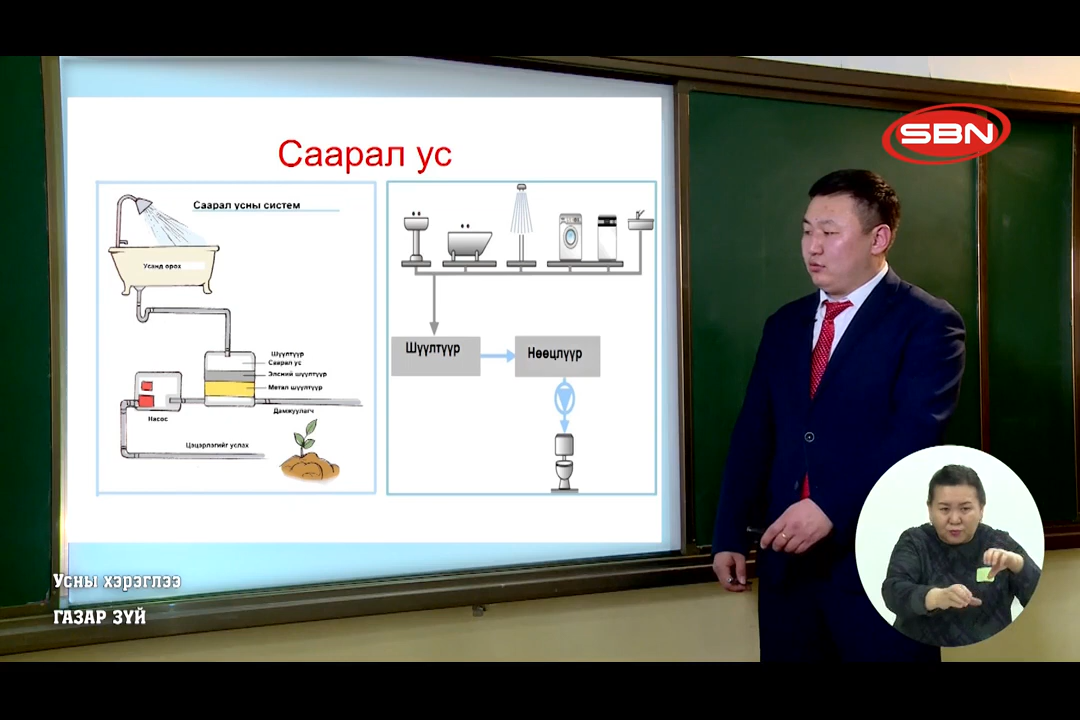 SBN
Саарал ус
Саарал усны систем
Усанд орох
Шүүлтүүр
Саарал ус
Элсний шүүлтүүр
Метал шүүлтүүр
Дамжуулагч
Насос
Цэцэрлэгийг услах
Шүүлтүүр
Нөөцлүүр
Усны хэрэглээ
ГАЗАР ЗҮЙ